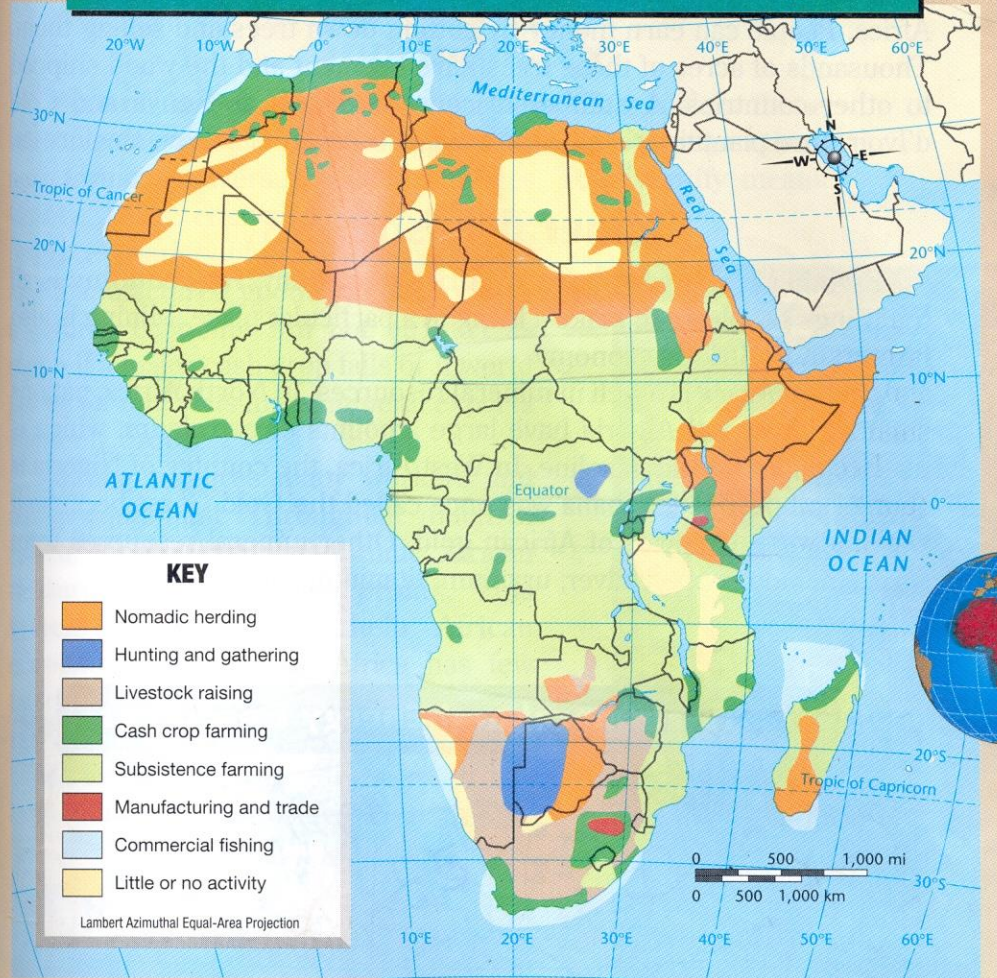 20°W 10°W 0° 10°E 20°E 30°E 40°E 50°E 60°E
Mediterranean Sea
30°N
N
W E
S
Tropic of Cancer
Red Sea
20°N 20°N
10°N 10°N
ATLANTIC
OCEAN
Equator
0°
INDIAN
OCEAN
KEY
Nomadic herding
Hunting and gathering
Livestock raising
Cash crop farming
Subsistence farming
Manufacturing and trade
Commercial fishing
Little or no activity
Lambert Azimuthal Equal-Area Projection
20°S
Tropic of Capricorn
0 500 1,000 mi
0 500 1,000 km
30°S
10°E 20°E 30°E 40°E 50°E 60°E